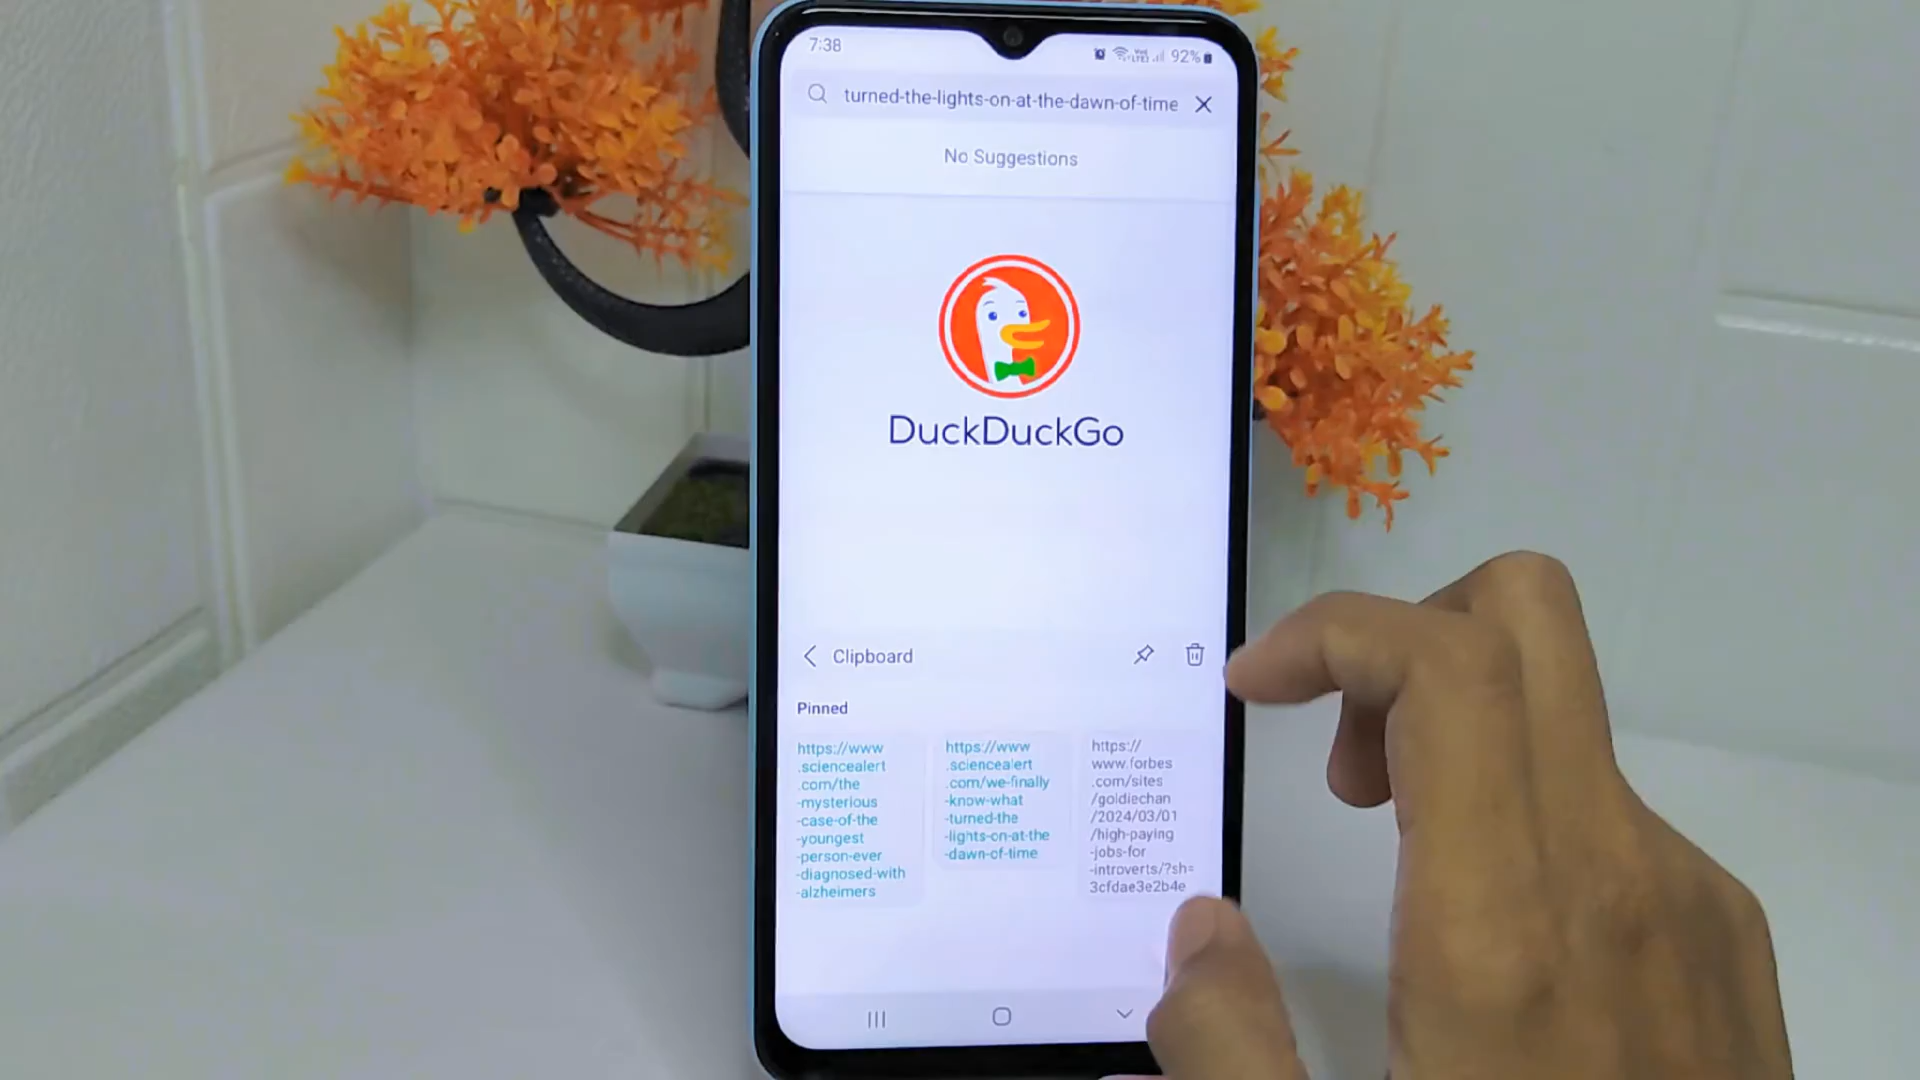 7:38
92%
turned-the-lights-on-at-the-dawn-of-time
No Suggestions
DuckDuckGo
Clipboard
Pinned
https://www
.sciencealert
.com/the
-mysterious
-case-of-the
-youngest
-person-ever
-diagnosed-with
-alzheimers
https://www
.sciencealert
.com/we-finally
-know-what
-turned-the
-lights-on-at-the
-dawn-of-time
https://
www.forbes
.com/sites
/goldiechan
/2024/03/01
/high-paying
-jobs-for
-introverts/?sh=
3cfdae3e2b4e